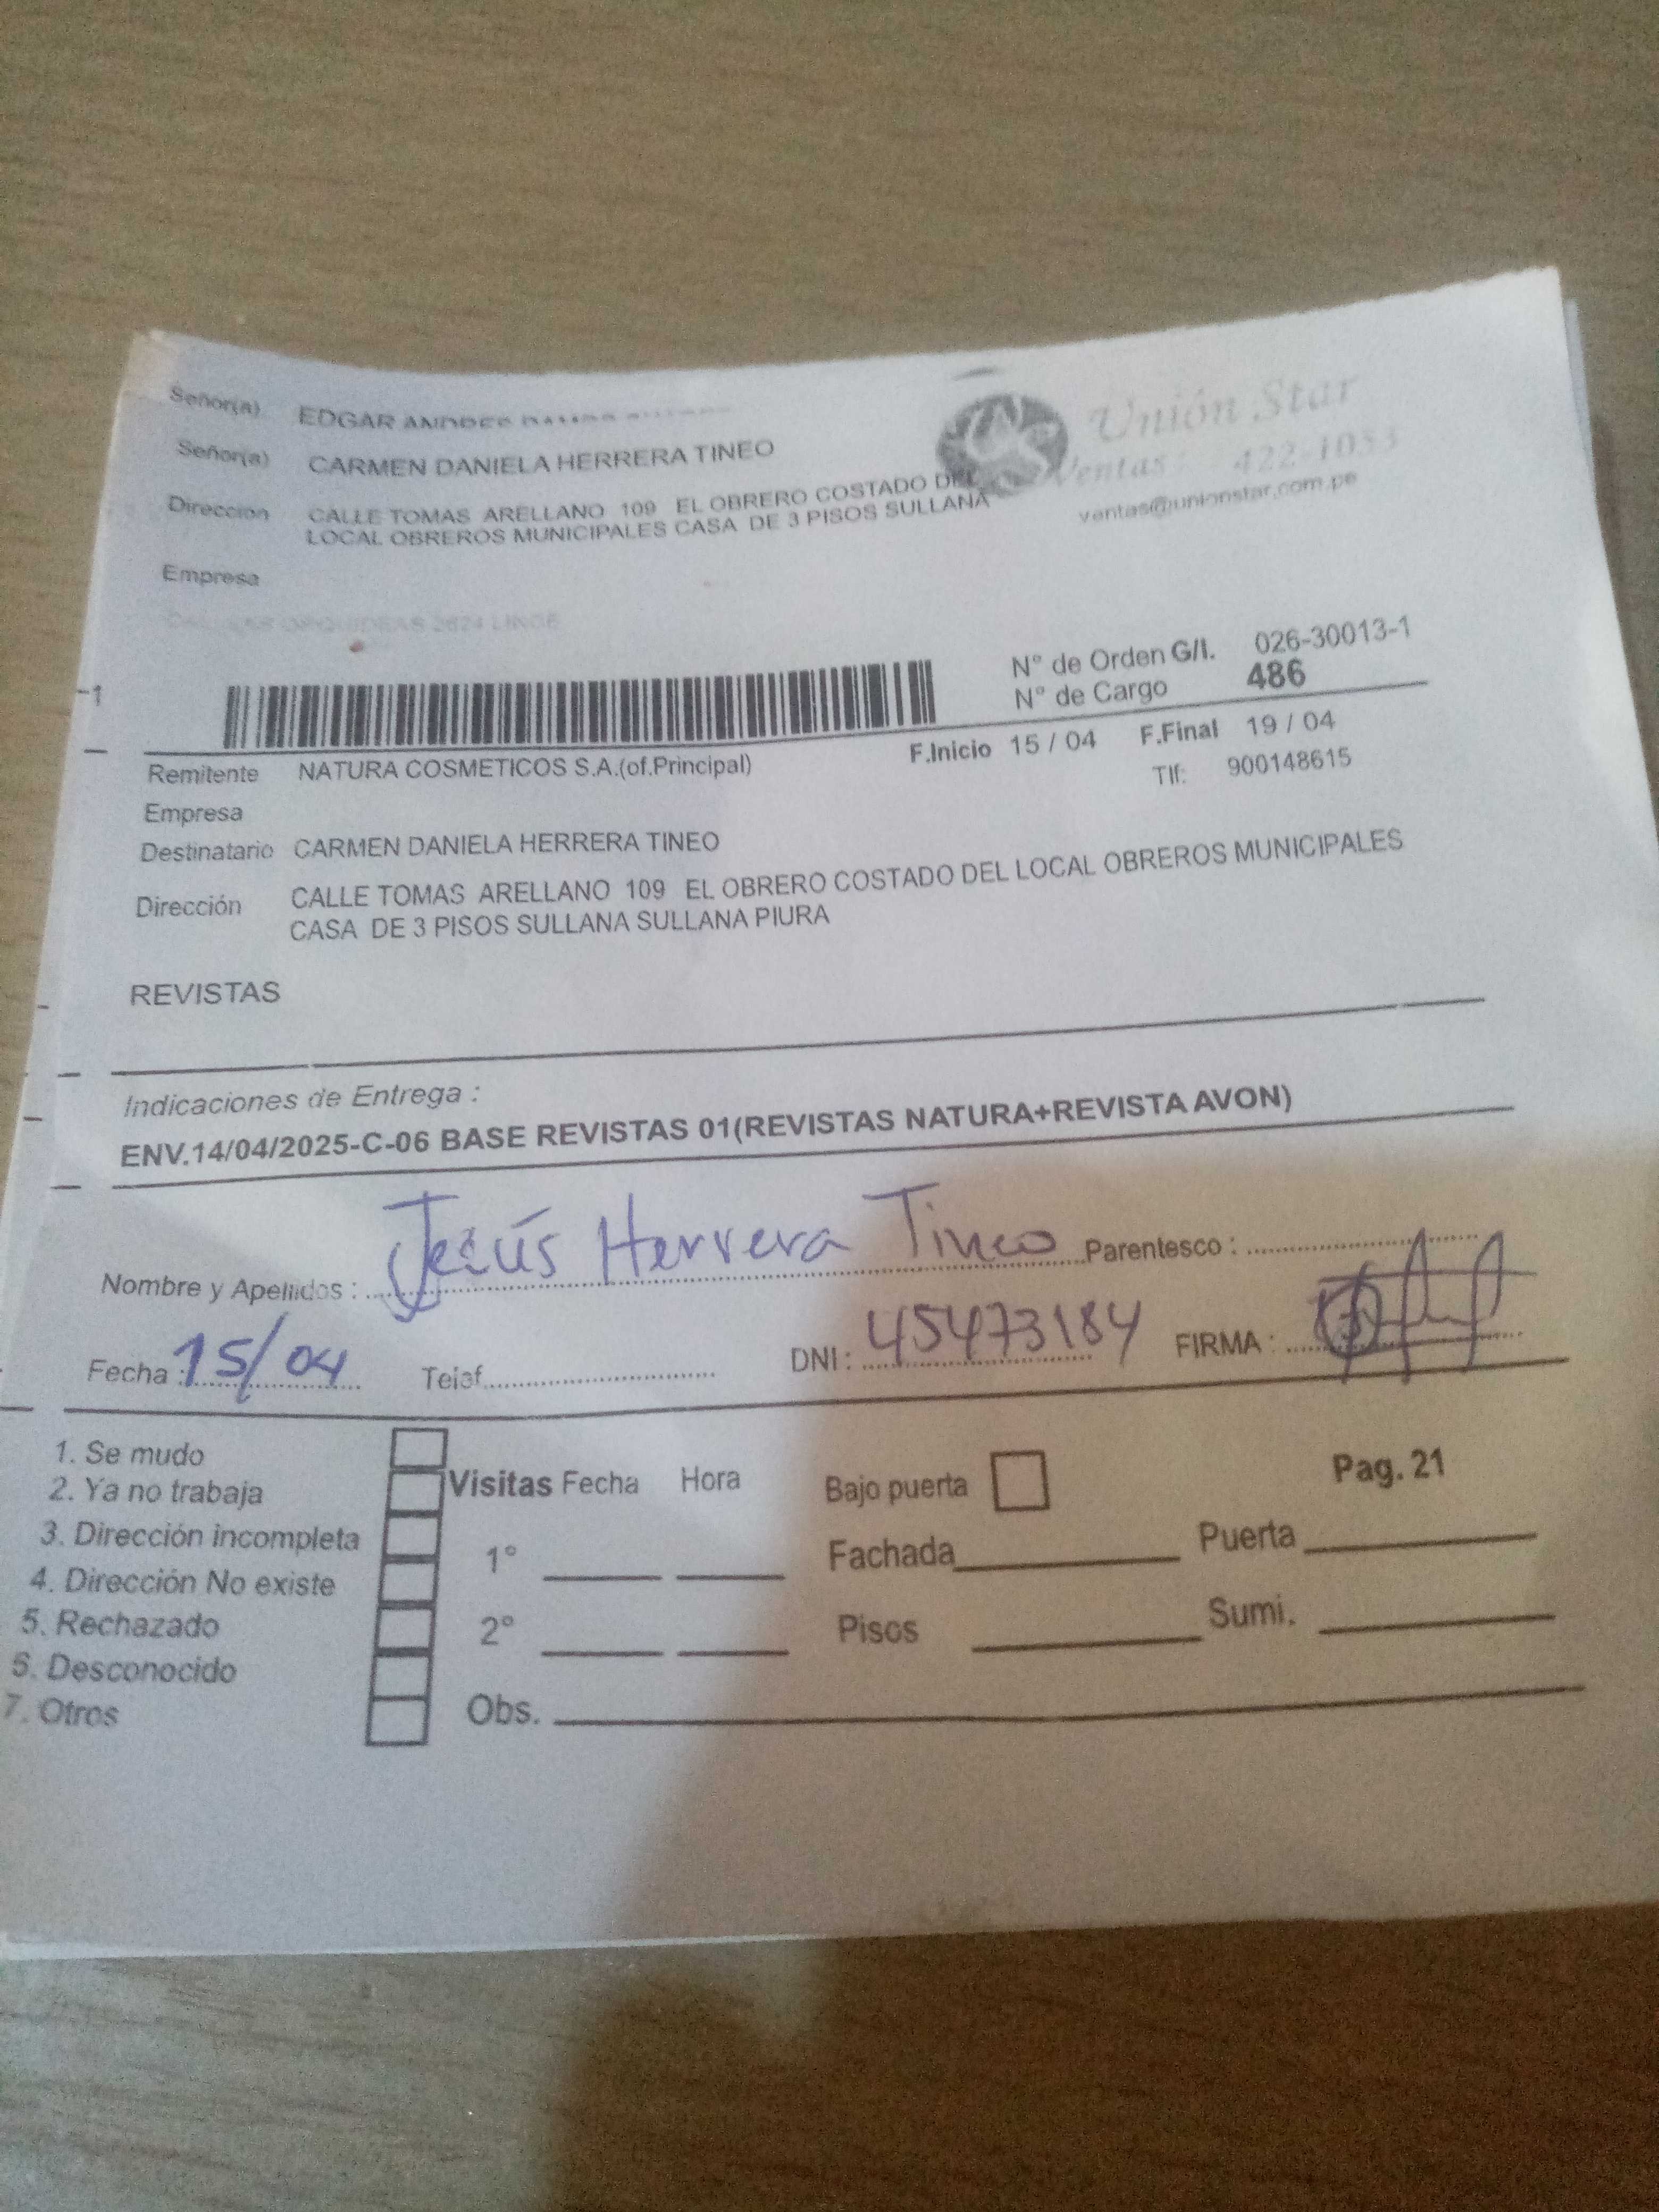 Señor(a) EDGAR ANDRES
Señor(a) CARMEN DANIELA HERRERA TINEO
Unión Star
Ventas: 422-1053
ventas@unionstar.com.pe
Dirección CALLE TOMAS ARELLANO 109 EL OBRERO COSTADO DEL
LOCAL OBREROS MUNICIPALES CASA DE 3 PISOS SULLANA
Empresa
N° de Orden G/I. 026-30013-1
N° de Cargo 486
F.Inicio 15 / 04 F.Final 19 / 04
Remitente NATURA COSMETICOS S.A.(of.Principal)
Tlf: 900148615
Empresa
Destinatario CARMEN DANIELA HERRERA TINEO
Dirección CALLE TOMAS ARELLANO 109 EL OBRERO COSTADO DEL LOCAL OBREROS MUNICIPALES
CASA DE 3 PISOS SULLANA SULLANA PIURA
REVISTAS
Indicaciones de Entrega :
ENV.14/04/2025-C-06 BASE REVISTAS 01(REVISTAS NATURA+REVISTA AVON)
Nombre y Apellidos : Jesús Herrera Tineo Parentesco :
Fecha : 15/04 Telef. DNI : 45473184 FIRMA :
1. Se mudo
2. Ya no trabaja
3. Dirección incompleta
4. Dirección No existe
5. Rechazado
6. Desconocido
7. Otros
Visitas Fecha Hora
1°
2°
Obs.
Bajo puerta
Pag. 21
Fachada Puerta
Pisos Sumi.